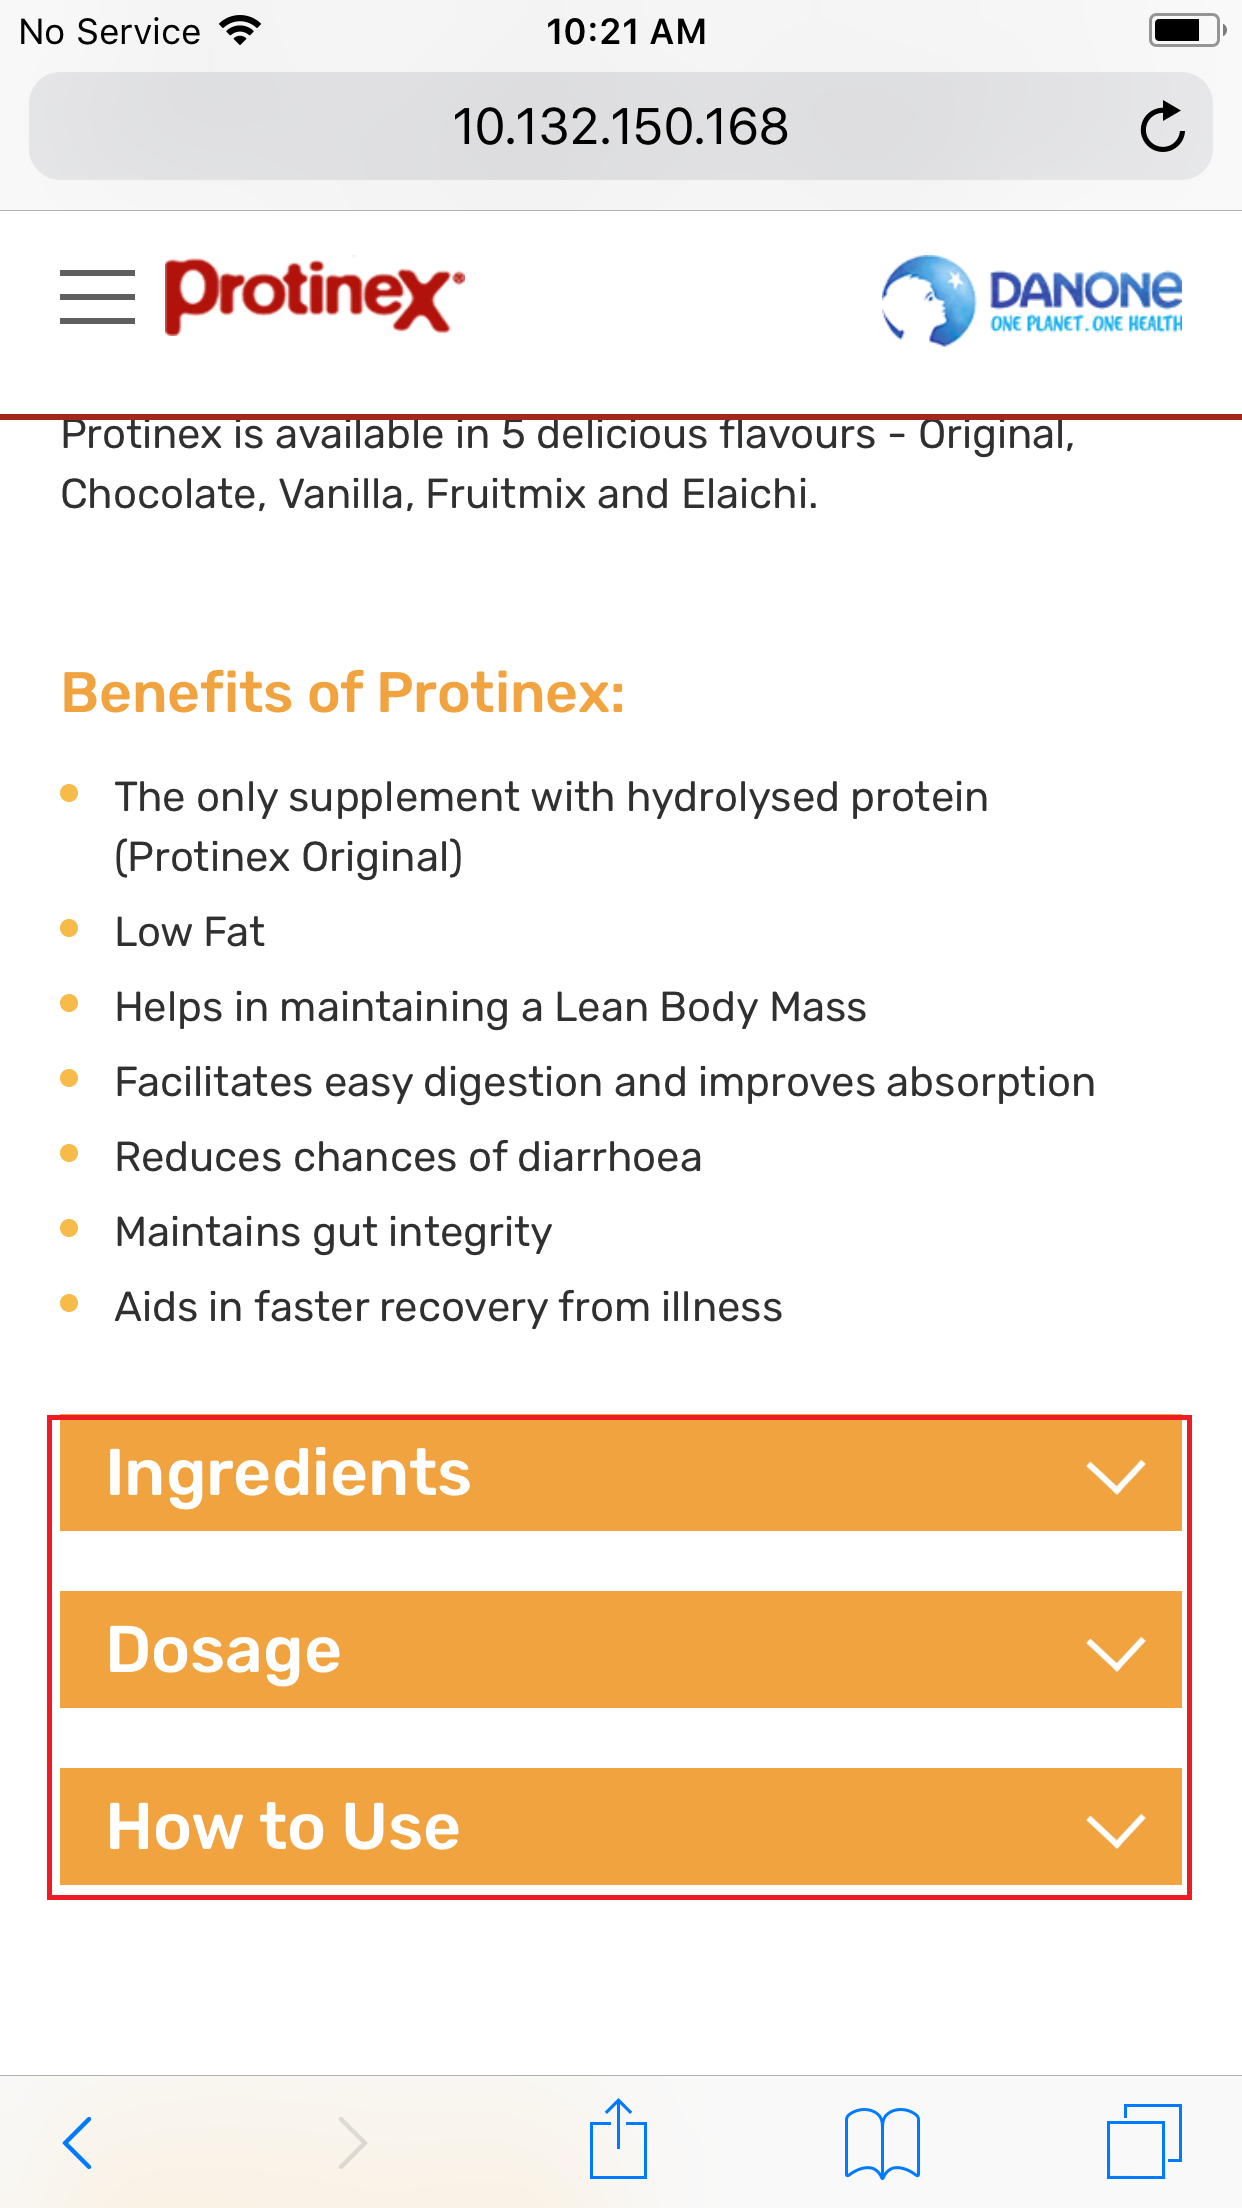 No Service
10:21 AM
10.132.150.168
Protinex®
DANONE
ONE PLANET. ONE HEALTH
Protinex is available in 5 delicious flavours - Original,
Chocolate, Vanilla, Fruitmix and Elaichi.
Benefits of Protinex:
The only supplement with hydrolysed protein
(Protinex Original)
Low Fat
Helps in maintaining a Lean Body Mass
Facilitates easy digestion and improves absorption
Reduces chances of diarrhoea
Maintains gut integrity
Aids in faster recovery from illness
Ingredients
Dosage
How to Use